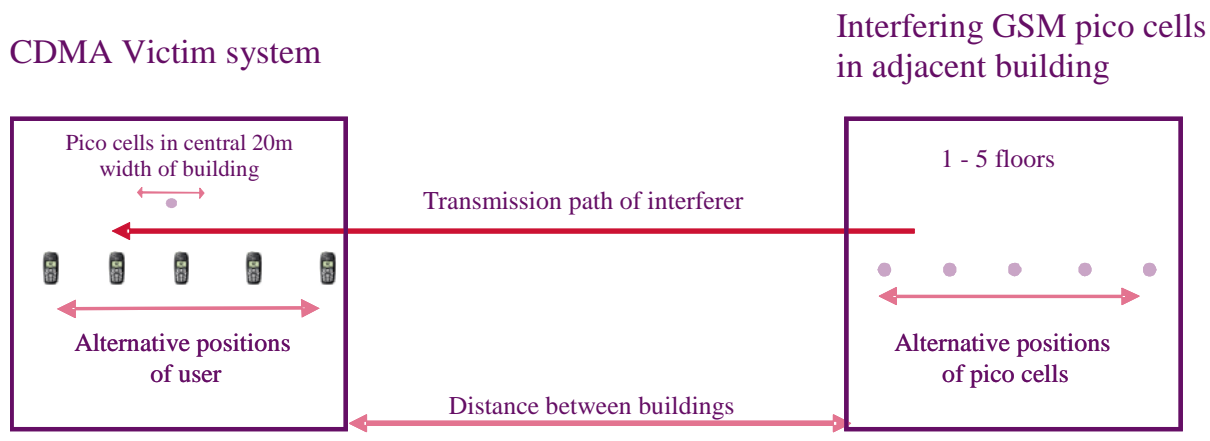 CDMA Victim system
Interfering GSM pico cells
in adjacent building
Pico cells in central 20m
width of building
1 - 5 floors
Transmission path of interferer
Alternative positions
of user
Alternative positions
of pico cells
Distance between buildings